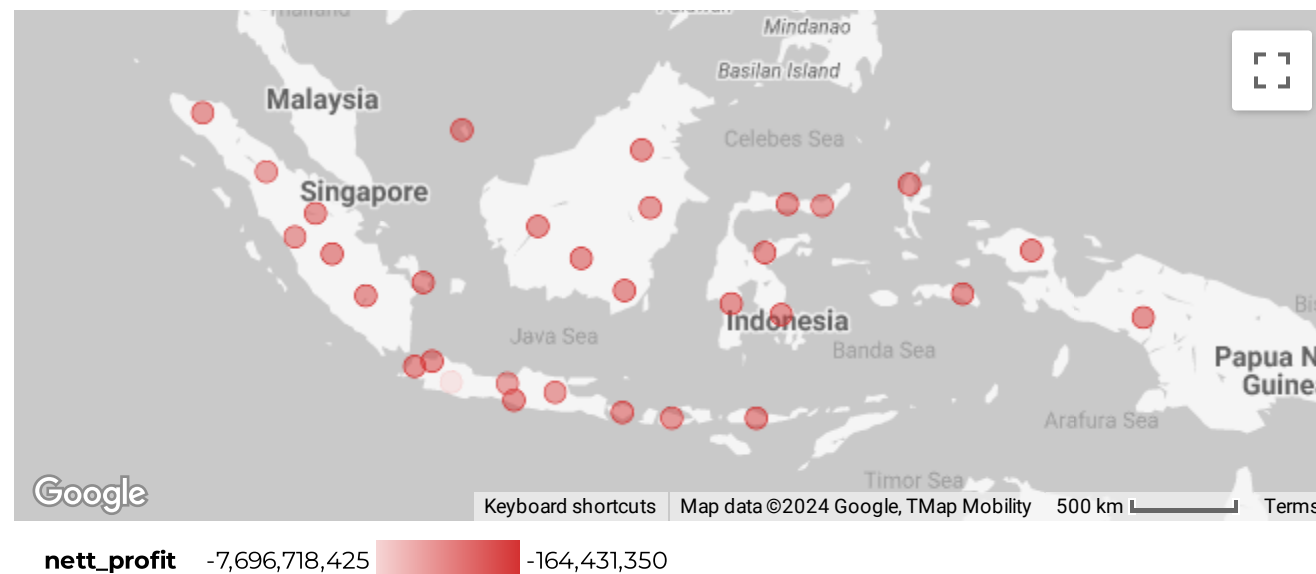 Thailand
Mindanao
Basilan Island
Malaysia
Celebes Sea
Singapore
Java Sea
Indonesia
Banda Sea
Papua N
Guine
Arafura Sea
Timor Sea
Google
Keyboard shortcuts
Map data ©2024 Google, TMap Mobility
500 km
Terms
nett_profit -7,696,718,425 -164,431,350